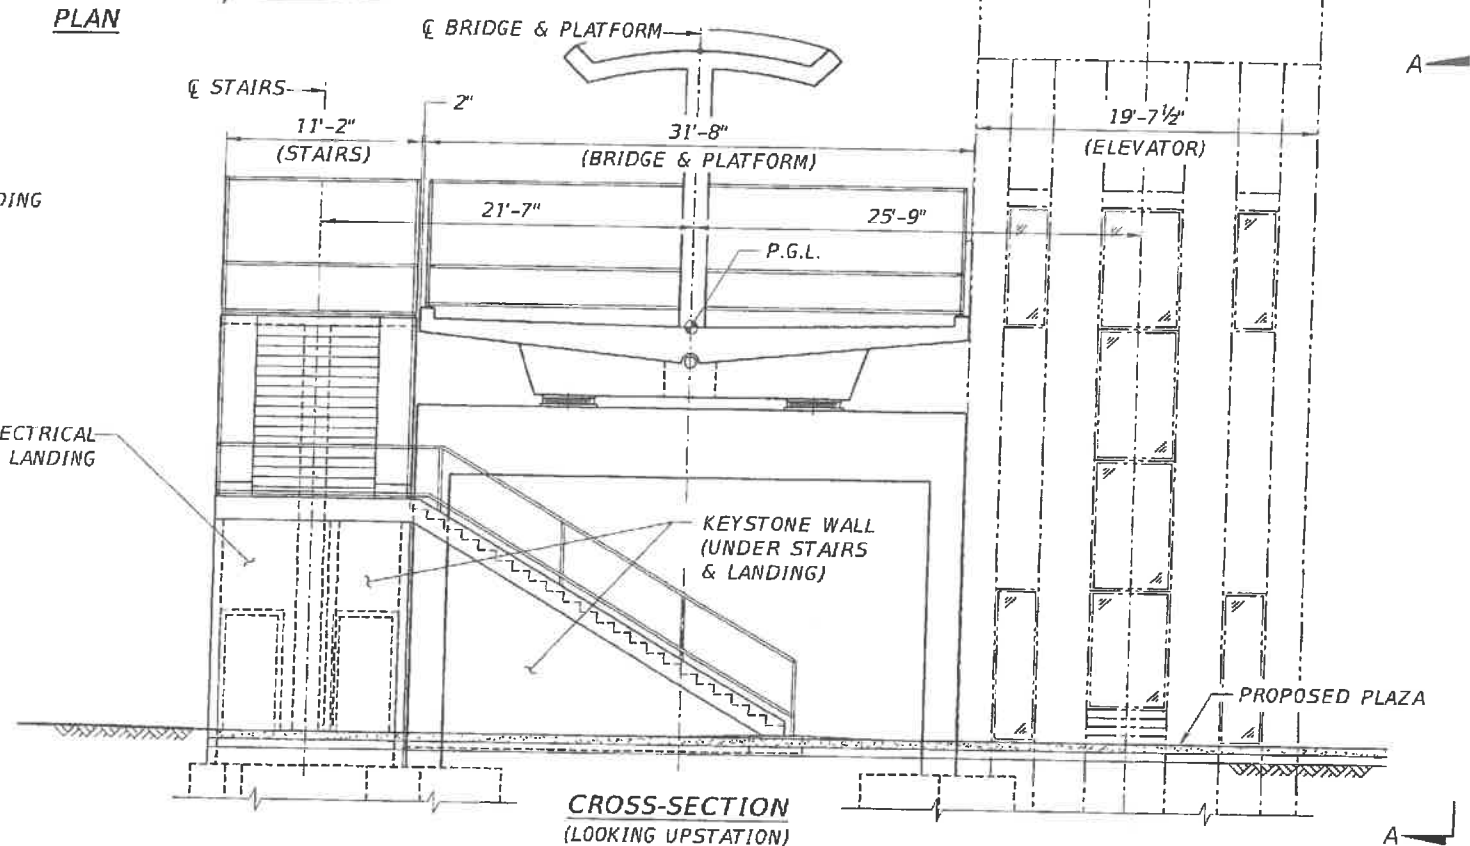 PLAN
℄ BRIDGE & PLATFORM
A
℄ STAIRS
2"
11'-2"
(STAIRS)
31'-8"
(BRIDGE & PLATFORM)
19'-7½"
(ELEVATOR)
DING
21'-7"
25'-9"
P.G.L.
ECTRICAL
LANDING
KEYSTONE WALL
(UNDER STAIRS
& LANDING)
PROPOSED PLAZA
CROSS-SECTION
(LOOKING UPSTATION)
A